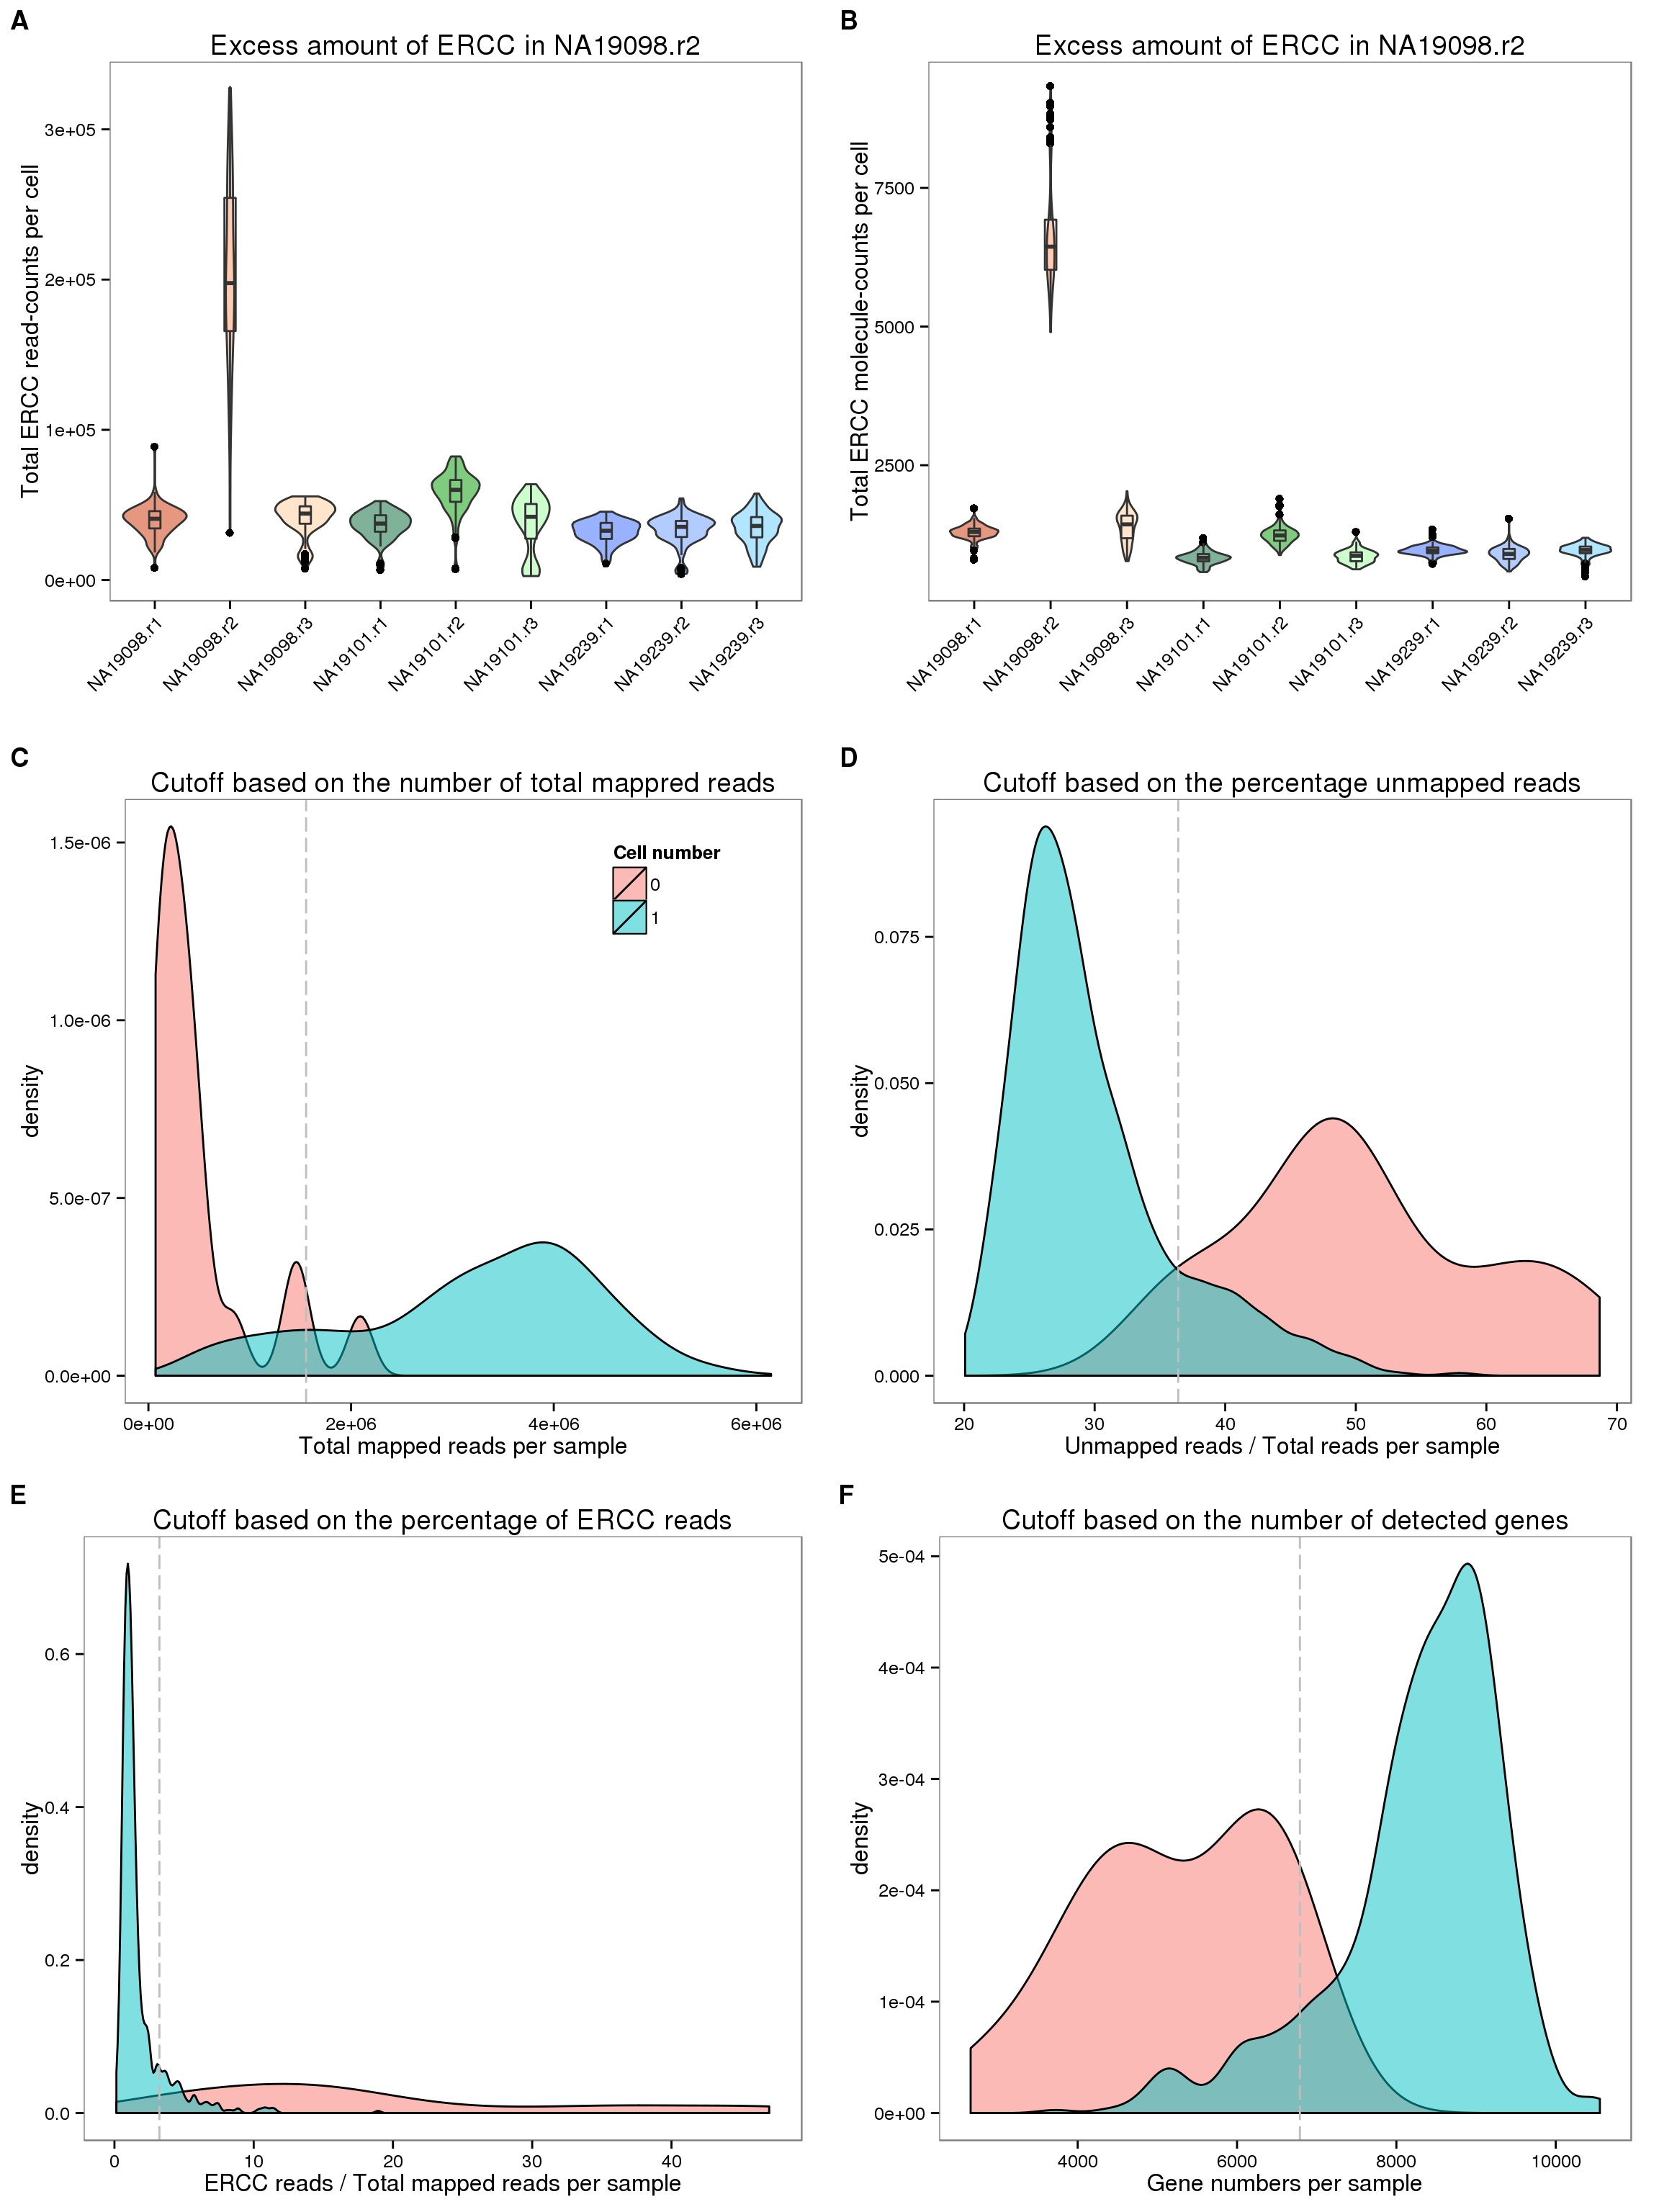 A
Excess amount of ERCC in NA19098.r2
Total ERCC read-counts per cell
3e+05
2e+05
1e+05
0e+00
NA19098.r1
NA19098.r2
NA19098.r3
NA19101.r1
NA19101.r2
NA19101.r3
NA19239.r1
NA19239.r2
NA19239.r3
B
Excess amount of ERCC in NA19098.r2
Total ERCC molecule-counts per cell
7500
5000
2500
NA19098.r1
NA19098.r2
NA19098.r3
NA19101.r1
NA19101.r2
NA19101.r3
NA19239.r1
NA19239.r2
NA19239.r3
C
Cutoff based on the number of total mappred reads
density
1.5e-06
1.0e-06
5.0e-07
0.0e+00
Cell number
0
1
0e+00 2e+06 4e+06 6e+06
Total mapped reads per sample
D
Cutoff based on the percentage unmapped reads
density
0.075
0.050
0.025
0.000
20 30 40 50 60 70
Unmapped reads / Total reads per sample
E
Cutoff based on the percentage of ERCC reads
density
0.6
0.4
0.2
0.0
0 10 20 30 40
ERCC reads / Total mapped reads per sample
F
Cutoff based on the number of detected genes
density
5e-04
4e-04
3e-04
2e-04
1e-04
0e+00
4000 6000 8000 10000
Gene numbers per sample